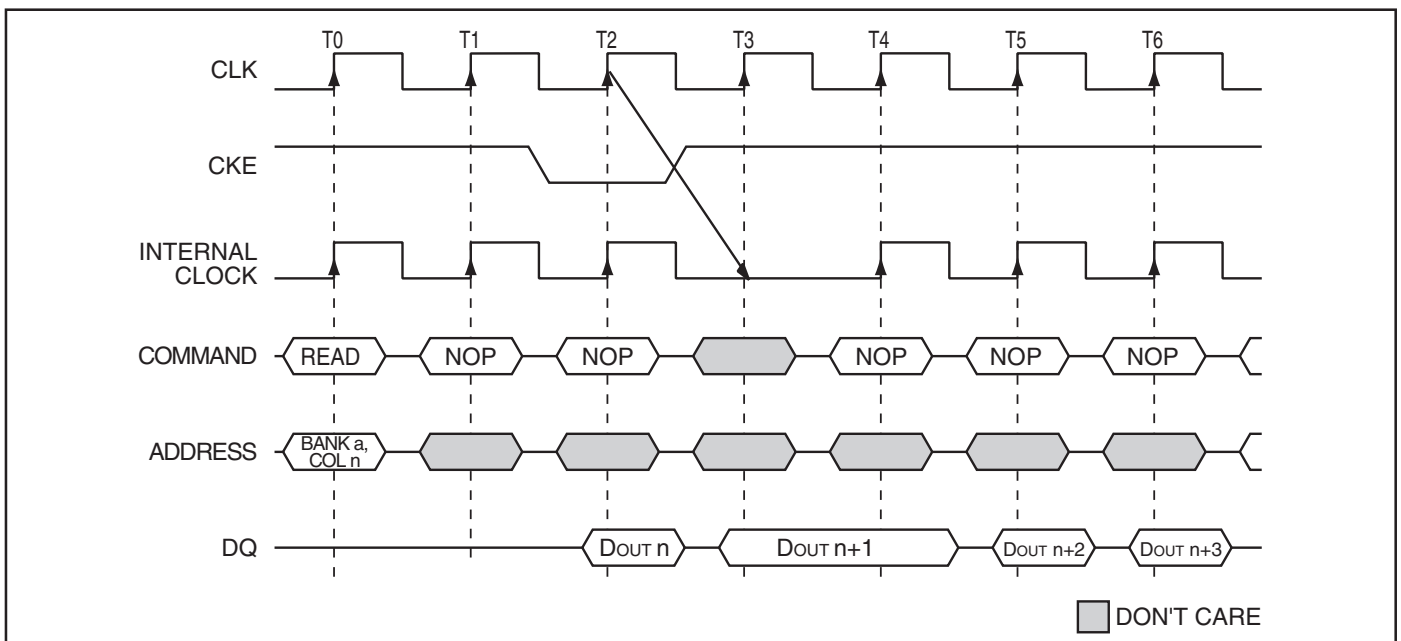 T0 T1 T2 T3 T4 T5 T6
CLK
CKE
INTERNAL
CLOCK
COMMAND READ NOP NOP NOP NOP NOP
ADDRESS BANK a,
COL n
DQ DOUT n DOUT n+1 DOUT n+2 DOUT n+3
DON'T CARE